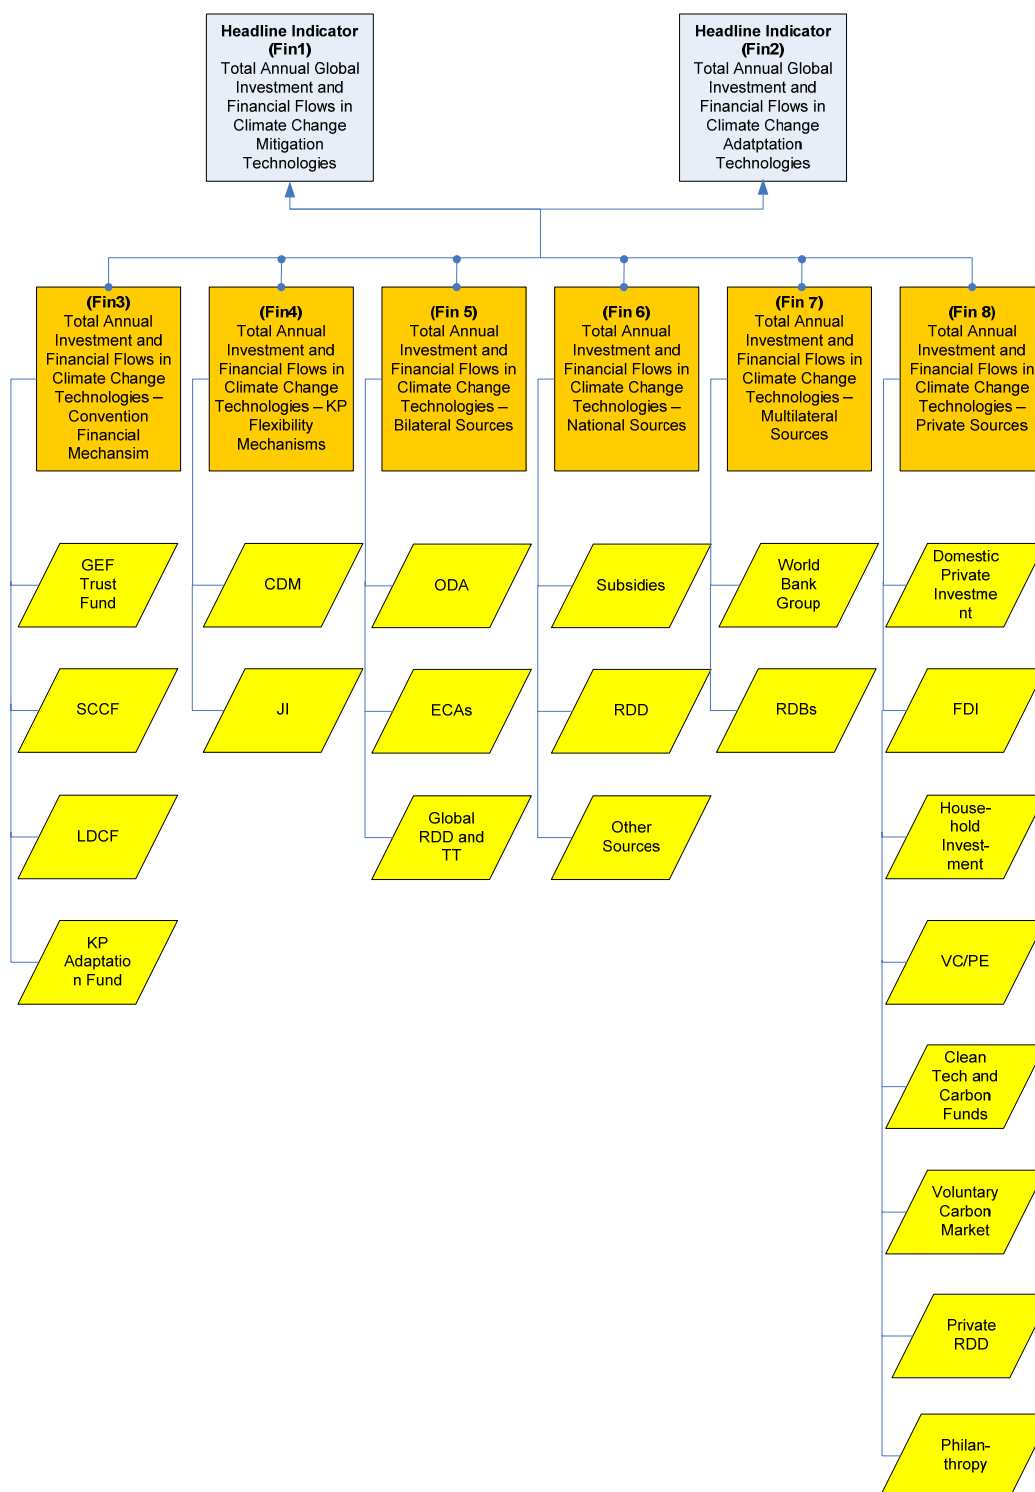 Headline Indicator
(Fin1)
Total Annual Global
Investment and
Financial Flows in
Climate Change
Mitigation
Technologies
Headline Indicator
(Fin2)
Total Annual Global
Investment and
Financial Flows in
Climate Change
Adatptation
Technologies
(Fin3)
Total Annual
Investment and
Financial Flows in
Climate Change
Technologies –
Convention
Financial
Mechansim
(Fin4)
Total Annual
Investment and
Financial Flows in
Climate Change
Technologies – KP
Flexibility
Mechanisms
(Fin 5)
Total Annual
Investment and
Financial Flows in
Climate Change
Technologies –
Bilateral Sources
(Fin 6)
Total Annual
Investment and
Financial Flows in
Climate Change
Technologies –
National Sources
(Fin 7)
Total Annual
Investment and
Financial Flows in
Climate Change
Technologies –
Multilateral
Sources
(Fin 8)
Total Annual
Investment and
Financial Flows in
Climate Change
Technologies –
Private Sources
GEF
Trust
Fund
CDM
ODA
Subsidies
World
Bank
Group
Domestic
Private
Investme
nt
SCCF
JI
ECAs
RDD
RDBs
FDI
LDCF
Global
RDD and
TT
Other
Sources
House-
hold
Invest-
ment
KP
Adaptatio
n Fund
VC/PE
Clean
Tech and
Carbon
Funds
Voluntary
Carbon
Market
Private
RDD
Philan-
thropy